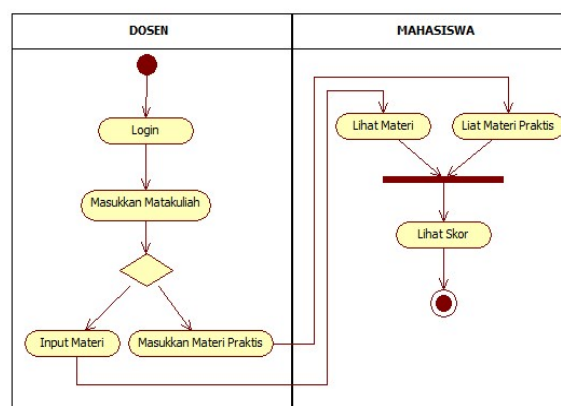 DOSEN
MAHASISWA
Login
Lihat Materi
Liat Materi Praktis
Masukkan Matakuliah
Lihat Skor
Input Materi
Masukkan Materi Praktis